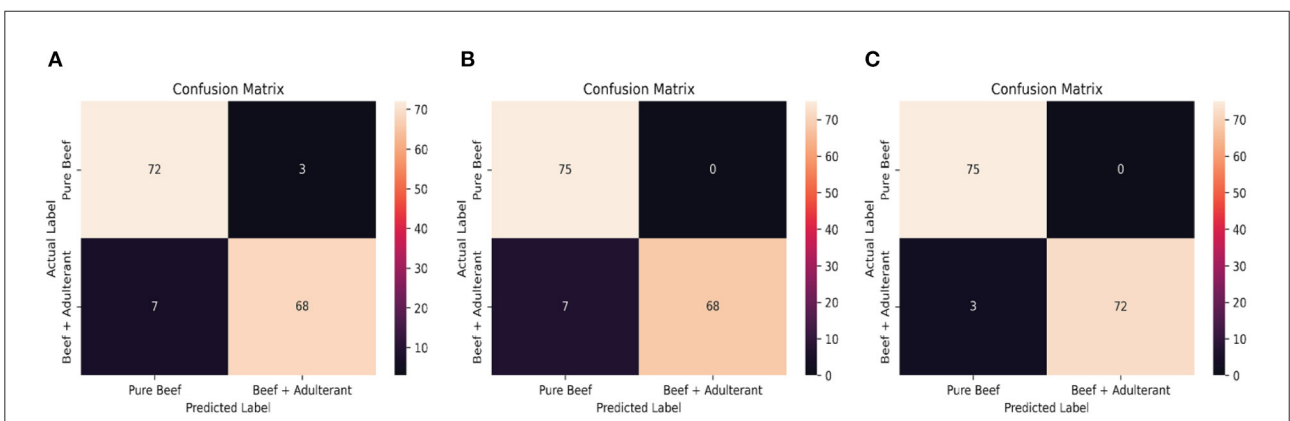 A
Confusion Matrix
Actual Label
Pure Beef
Beef + Adulterant
72 3
7 68
Pure Beef Beef + Adulterant
Predicted Label
70
60
50
40
30
20
10
B
Confusion Matrix
Actual Label
Pure Beef
Beef + Adulterant
75 0
7 68
Pure Beef Beef + Adulterant
Predicted Label
70
60
50
40
30
20
10
0
C
Confusion Matrix
Actual Label
Pure Beef
Beef + Adulterant
75 0
3 72
Pure Beef Beef + Adulterant
Predicted Label
70
60
50
40
30
20
10
0